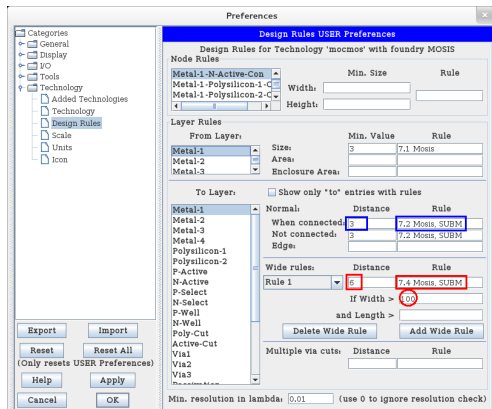 Preferences
Categories
General
Display
I/O
Tools
Technology
Added Technologies
Technology
Design Rules
Scale
Units
Icon
Export Import
Reset Reset All
(Only resets USER Preferences)
Help Apply
Cancel OK
Design Rules USER Preferences
Design Rules for Technology 'mocmos' with foundry MOSIS
Node Rules
Metal-1-N-Active-Con
Metal-1-Polysilicon-1-C
Metal-1-Polysilicon-2-C
Min. Size Rule
Width:
Height:
Layer Rules
From Layer: Min. Value Rule
Metal-1
Metal-2
Metal-3
Size: 3 7.1 Mosis
Area:
Enclosure Area:
To Layer: Show only "to" entries with rules
Metal-1
Metal-2
Metal-3
Metal-4
Polysilicon-1
Polysilicon-2
P-Active
N-Active
P-Select
N-Select
P-Well
N-Well
Poly-Cut
Active-Cut
Via1
Via2
Via3
Normal: Distance Rule
When connected: 3 7.2 Mosis, SUBM
Not connected: 3 7.2 Mosis, SUBM
Edge:
Wide rules: Distance Rule
Rule 1 6 7.4 Mosis, SUBM
If Width > 100
and Length >
Delete Wide Rule Add Wide Rule
Multiple via cuts: Distance Rule
Min. resolution in lambda: 0.01 (use 0 to ignore resolution check)